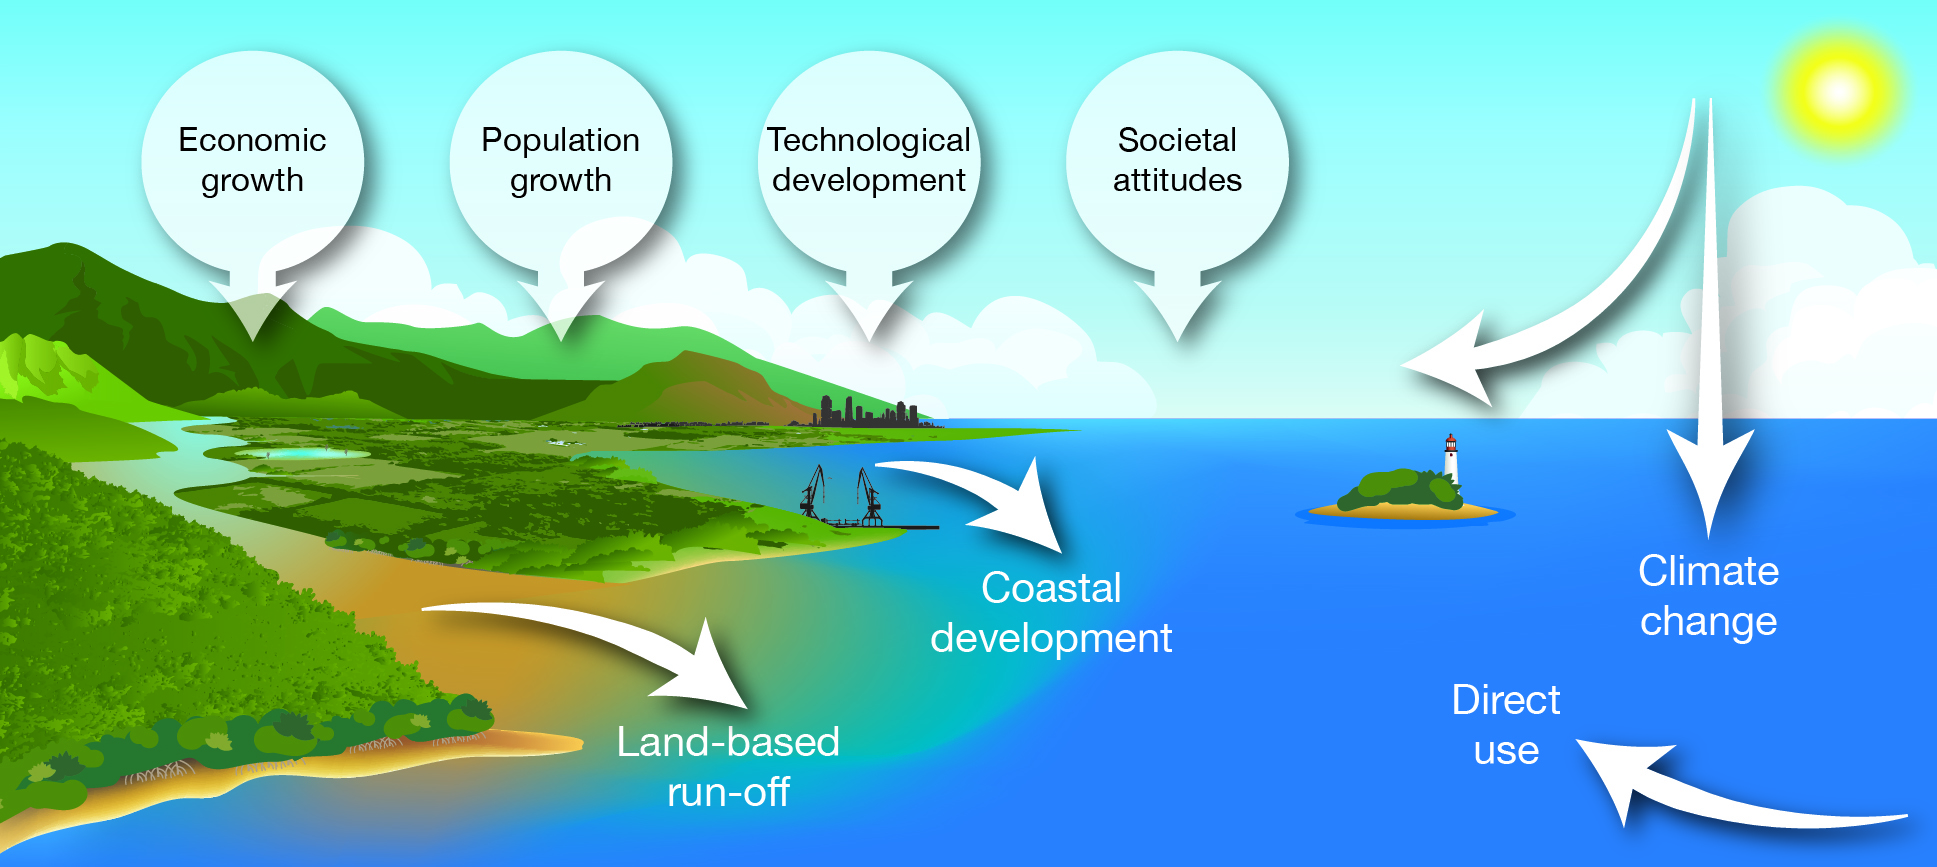 Economic
growth
Population
growth
Technological
development
Societal
attitudes
Climate
change
Coastal
development
Direct
use
Land-based
run-off